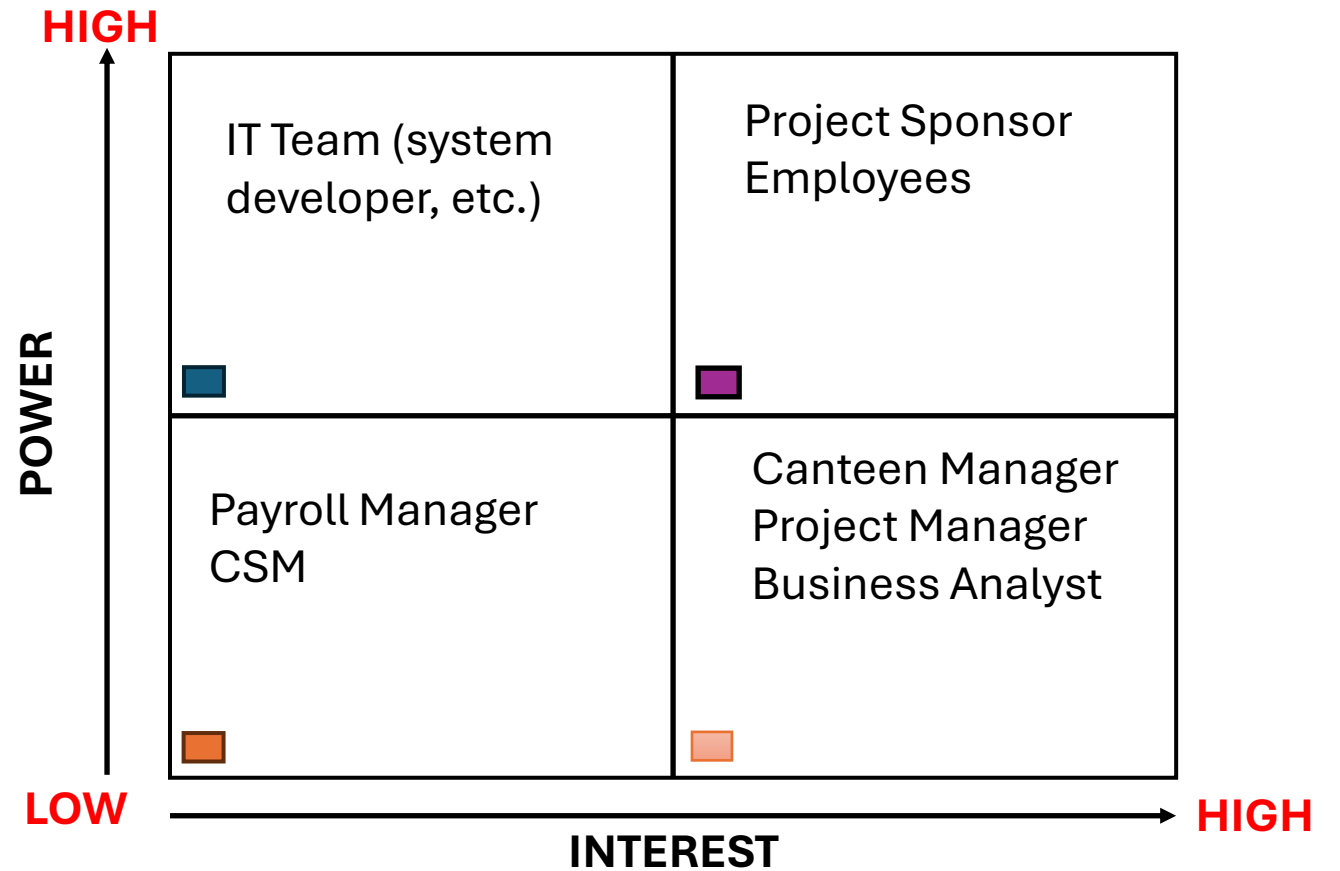 HIGH
IT Team (system
developer, etc.)
Project Sponsor
Employees
POWER
Payroll Manager
CSM
Canteen Manager
Project Manager
Business Analyst
LOW
HIGH
INTEREST